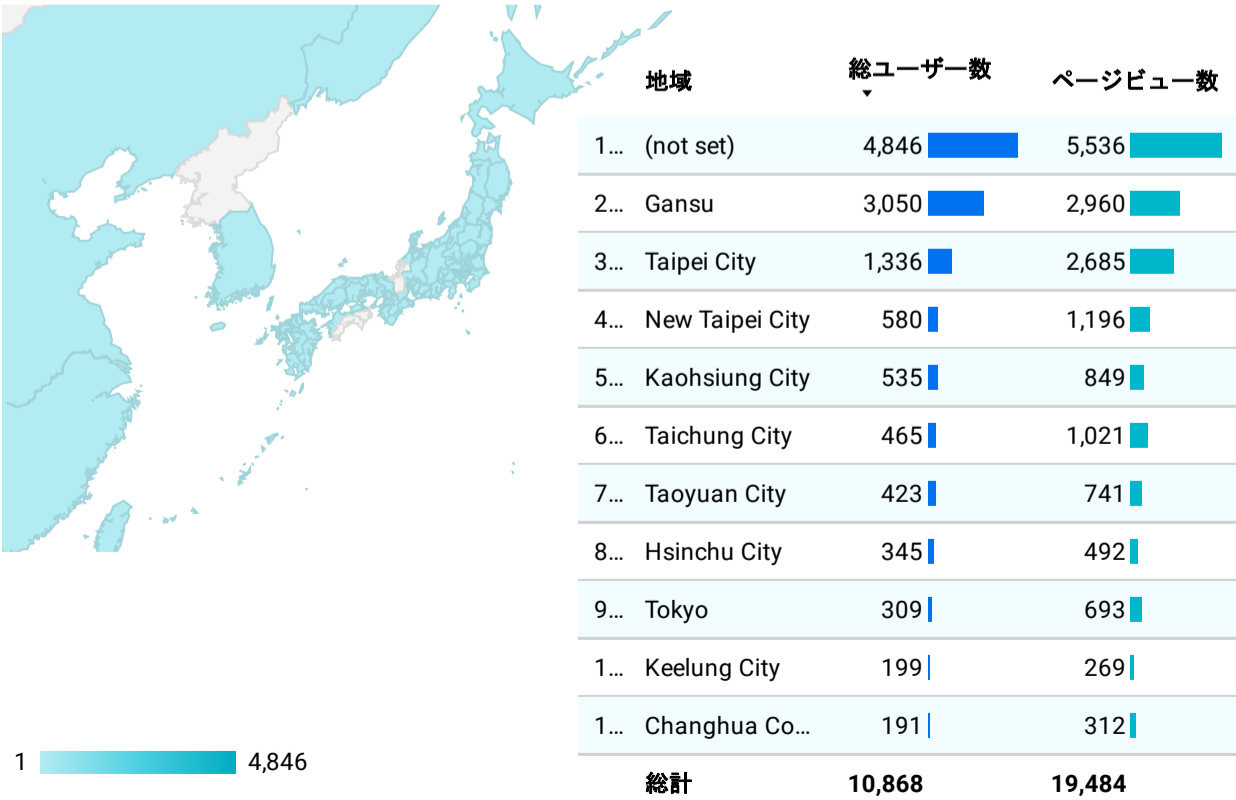 地域 総ユーザー数 ページビュー数
1... (not set) 4,846 5,536
2... Gansu 3,050 2,960
3... Taipei City 1,336 2,685
4... New Taipei City 580 1,196
5... Kaohsiung City 535 849
6... Taichung City 465 1,021
7... Taoyuan City 423 741
8... Hsinchu City 345 492
9... Tokyo 309 693
1... Keelung City 199 269
1... Changhua Co... 191 312
総計 10,868 19,484
1 4,846